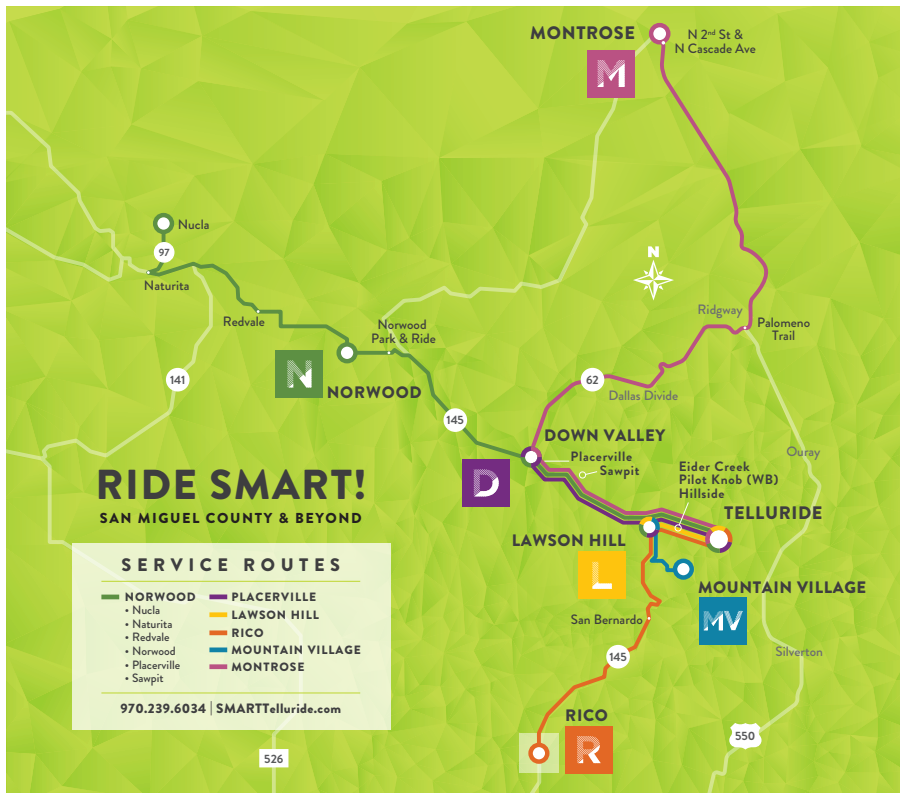 MONTROSE
N 2nd St &
N Cascade Ave
M
Nucla
97
Naturita
Redvale
Norwood
Park & Ride
Ridgway
Palomeno
Trail
N
N
NORWOOD
141
62
Dallas Divide
145
DOWN VALLEY
Placerville
Sawpit
D
Ouray
Eider Creek
Pilot Knob (WB)
Hillside
TELLURIDE
RIDE SMART!
SAN MIGUEL COUNTY & BEYOND
LAWSON HILL
L
MOUNTAIN VILLAGE
MV
San Bernardo
Silverton
145
SERVICE ROUTES
NORWOOD
• Nucla
• Naturita
• Redvale
• Norwood
• Placerville
• Sawpit
PLACERVILLE
LAWSON HILL
RICO
MOUNTAIN VILLAGE
MONTROSE
970.239.6034 | SMARTTelluride.com
RICO
R
526
550